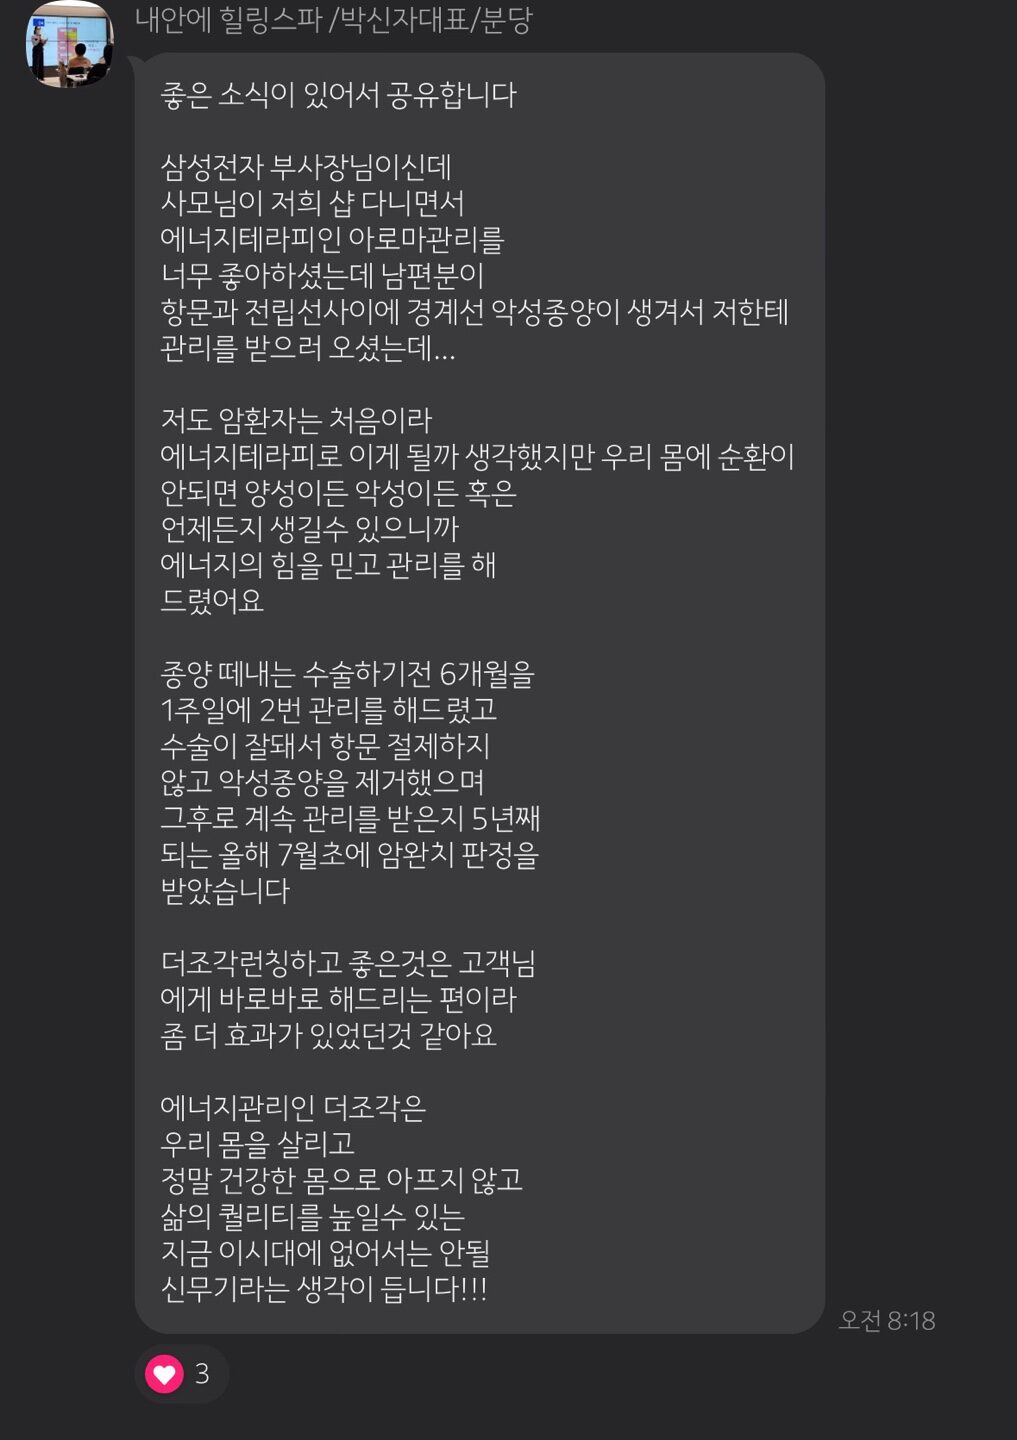 내안에 힐링스파 /박신자대표/분당
좋은 소식이 있어서 공유합니다
삼성전자 부사장님이신데
사모님이 저희 샵 다니면서
에너지테라피인 아로마관리를
너무 좋아하셨는데 남편분이
항문과 전립선사이에 경계선 악성종양이 생겨서 저한테
관리를 받으러 오셨는데...
저도 암환자는 처음이라
에너지테라피로 이게 될까 생각했지만 우리 몸에 순환이
안되면 양성이든 악성이든 혹은
언제든지 생길수 있으니까
에너지의 힘을 믿고 관리를 해
드렸어요
종양 떼내는 수술하기전 6개월을
1주일에 2번 관리를 해드렸고
수술이 잘돼서 항문 절제하지
않고 악성종양을 제거했으며
그후로 계속 관리를 받은지 5년째
되는 올해 7월초에 암완치 판정을
받았습니다
더조각런칭하고 좋은것은 고객님
에게 바로바로 해드리는 편이라
좀 더 효과가 있었던것 같아요
에너지관리인 더조각은
우리 몸을 살리고
정말 건강한 몸으로 아프지 않고
삶의 퀄리티를 높일수 있는
지금 이시대에 없어서는 안될
신무기라는 생각이 듭니다!!!
오전 8:18
3